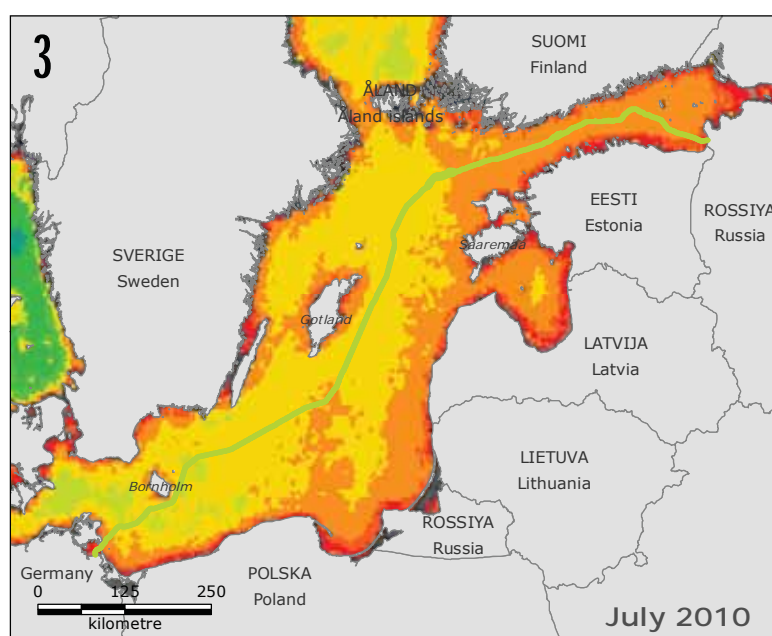 3
SUOMI
Finland
ÅLAND
Åland islands
EESTI
Estonia
ROSSIYA
Russia
Saaremaa
SVERIGE
Sweden
Gotland
LATVIJA
Latvia
LIETUVA
Lithuania
Bornholm
ROSSIYA
Russia
Germany
POLSKA
Poland
0 125 250
kilometre
July 2010